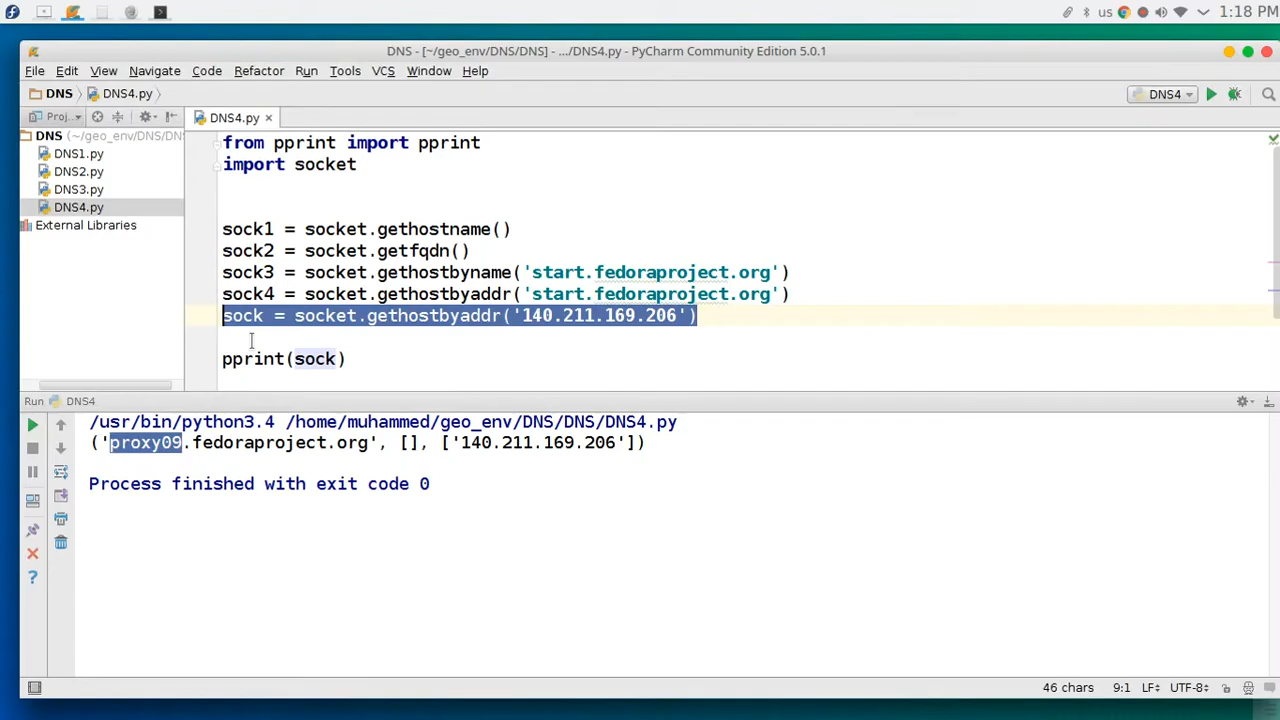 us 1:18 PM
DNS - [~/geo_env/DNS/DNS] - .../DNS4.py - PyCharm Community Edition 5.0.1
File Edit View Navigate Code Refactor Run Tools VCS Window Help
DNS DNS4.py DNS4
Proj.. DNS4.py
DNS (~/geo_env/DNS/DNS
DNS1.py
DNS2.py
DNS3.py
DNS4.py
External Libraries
from pprint import pprint
import socket
sock1 = socket.gethostname()
sock2 = socket.getfqdn()
sock3 = socket.gethostbyname('start.fedoraproject.org')
sock4 = socket.gethostbyaddr('start.fedoraproject.org')
sock = socket.gethostbyaddr('140.211.169.206')
pprint(sock)
Run DNS4
/usr/bin/python3.4 /home/muhammed/geo_env/DNS/DNS/DNS4.py
('proxy09.fedoraproject.org', [], ['140.211.169.206'])
Process finished with exit code 0
46 chars 9:1 LF UTF-8